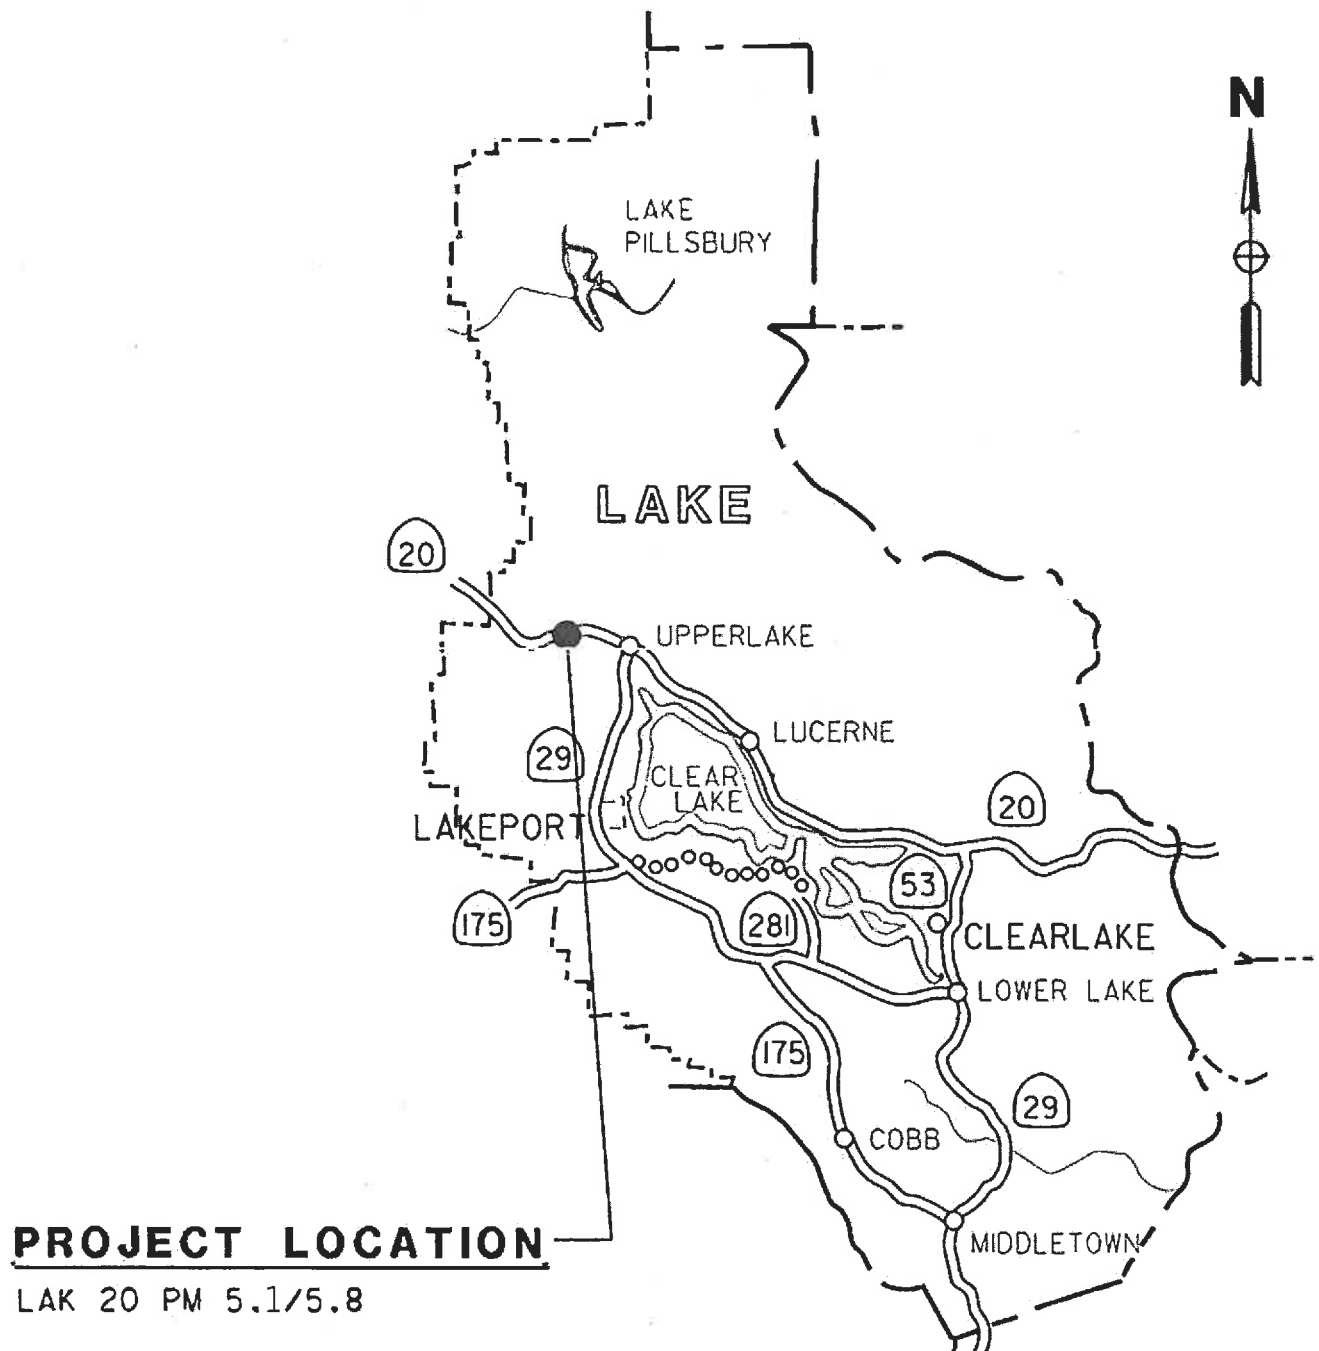 N
LAKE
PILLSBURY
LAKE
20
UPPERLAKE
29
LUCERNE
CLEAR
LAKE
20
LAKEPORT
53
175
281
CLEARLAKE
LOWER LAKE
175
29
COBB
PROJECT LOCATION
MIDDLETOWN
LAK 20 PM 5.1/5.8